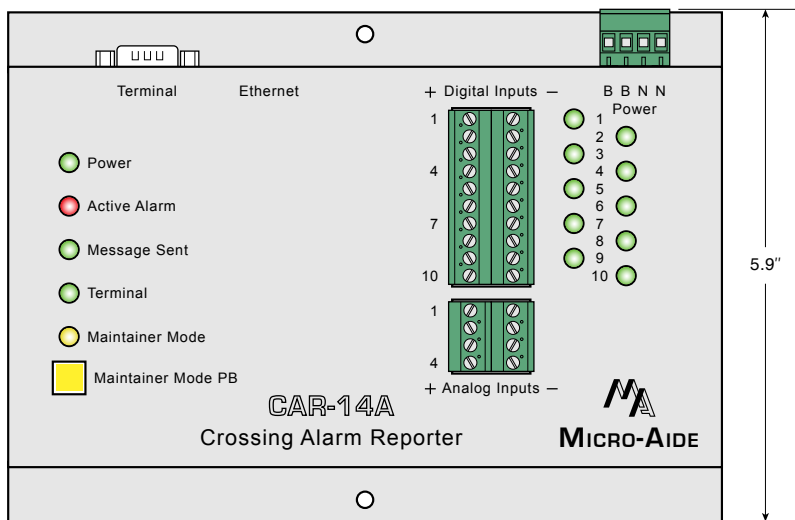 Terminal Ethernet
+ Digital Inputs −
B B N N
Power
1
4
7
10
1
2
3
4
5
6
7
8
9
10
Power
Active Alarm
Message Sent
Terminal
Maintainer Mode
Maintainer Mode PB
1
4
+ Analog Inputs −
CAR-14A
Crossing Alarm Reporter
MA
MICRO-AIDE
5.9"